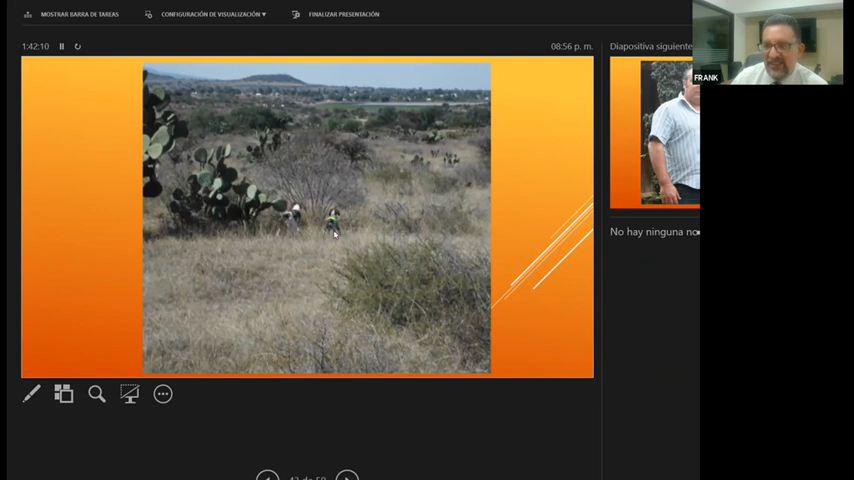 MOSTRAR BARRA DE TAREAS
CONFIGURACIÓN DE VISUALIZACIÓN ▾
FINALIZAR PRESENTACIÓN
1:42:10
08:56 p. m.
Diapositiva siguiente
FRANK
No hay ninguna no